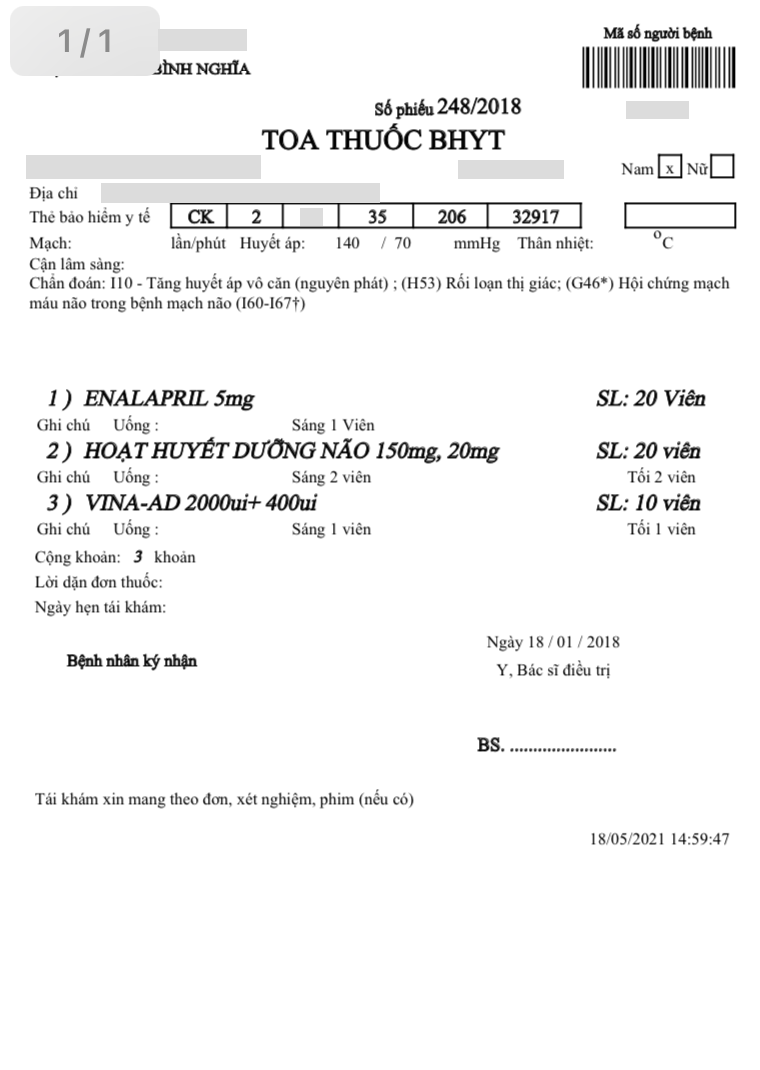 1/1
Mã số người bệnh
BÌNH NGHĨA
Số phiếu 248/2018
TOA THUỐC BHYT
Nam x Nữ
Địa chỉ
Thẻ bảo hiểm y tế CK 2 35 206 32917
Mạch: lần/phút Huyết áp: 140 / 70 mmHg Thân nhiệt: °C
Cận lâm sàng:
Chẩn đoán: I10 - Tăng huyết áp vô căn (nguyên phát) ; (H53) Rối loạn thị giác; (G46*) Hội chứng mạch
máu não trong bệnh mạch não (I60-I67†)
1 ) ENALAPRIL 5mg SL: 20 Viên
Ghi chú Uống : Sáng 1 Viên
2 ) HOẠT HUYẾT DƯỠNG NÃO 150mg, 20mg SL: 20 viên
Ghi chú Uống : Sáng 2 viên Tối 2 viên
3 ) VINA-AD 2000ui+ 400ui SL: 10 viên
Ghi chú Uống : Sáng 1 viên Tối 1 viên
Cộng khoản: 3 khoản
Lời dặn đơn thuốc:
Ngày hẹn tái khám:
Ngày 18 / 01 / 2018
Bệnh nhân ký nhận
Y, Bác sĩ điều trị
BS. .......................
Tái khám xin mang theo đơn, xét nghiệm, phim (nếu có)
18/05/2021 14:59:47